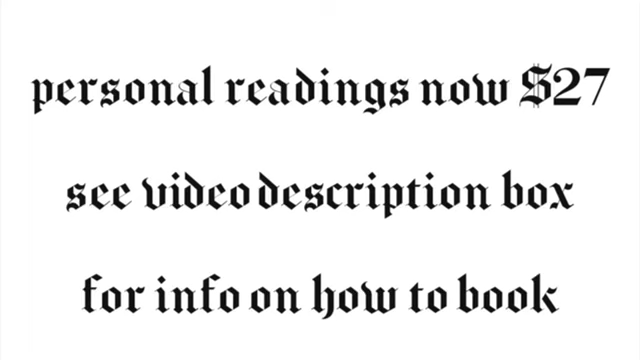 personal readings now $27
see video description box
for info on how to book